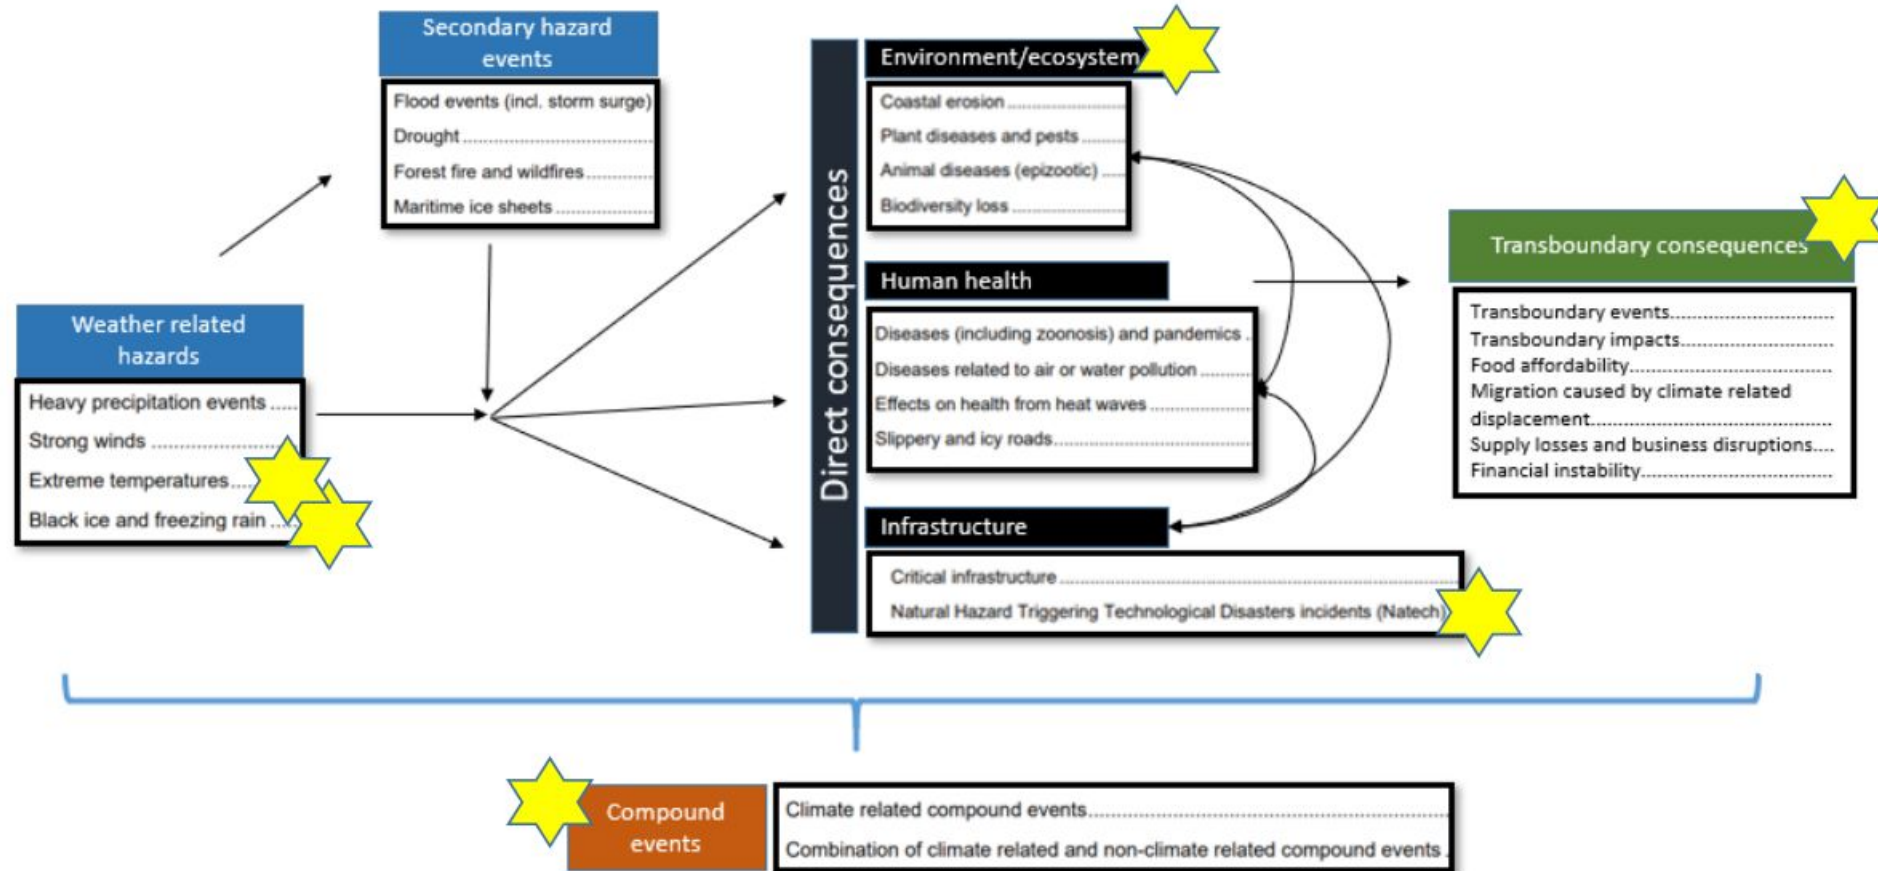 Secondary hazard
events
Flood events (incl. storm surge)
Drought
Forest fire and wildfires
Maritime ice sheets
Weather related
hazards
Heavy precipitation events
Strong winds
Extreme temperatures
Black ice and freezing rain
Direct consequences
Environment/ecosystem
Coastal erosion
Plant diseases and pests
Animal diseases (epizootic)
Biodiversity loss
Human health
Diseases (including zoonosis) and pandemics
Diseases related to air or water pollution
Effects on health from heat waves
Slippery and icy roads
Infrastructure
Critical infrastructure
Natural Hazard Triggering Technological Disasters incidents (Natech)
Transboundary consequences
Transboundary events
Transboundary impacts
Food affordability
Migration caused by climate related
displacement
Supply losses and business disruptions
Financial instability
Compound
events
Climate related compound events
Combination of climate related and non-climate related compound events